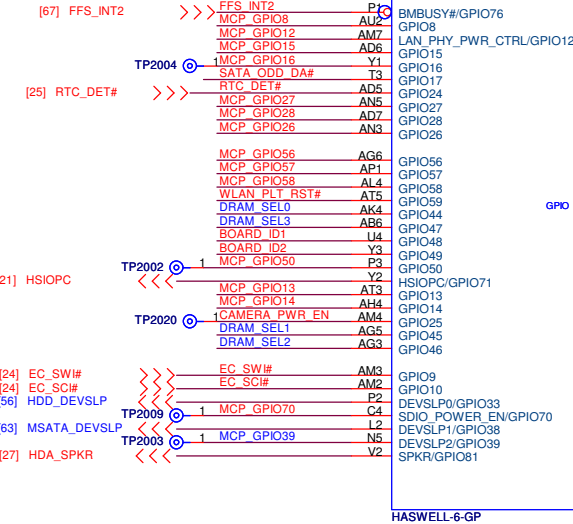 [67] FFS_INT2 FFS_INT2 P1 BMBUSY#/GPIO76
MCP_GPIO8 AU2 GPIO8
MCP_GPIO12 AM7 LAN_PHY_PWR_CTRL/GPIO12
MCP_GPIO15 AD6 GPIO15
TP2004 1 MCP_GPIO16 Y1 GPIO16
SATA_ODD_DA# T3 GPIO17
[25] RTC_DET# RTC_DET# AD5 GPIO24
MCP_GPIO27 AN5 GPIO27
MCP_GPIO28 AD7 GPIO28
MCP_GPIO26 AN3 GPIO26
MCP_GPIO56 AG6 GPIO56
MCP_GPIO57 AP1 GPIO57
MCP_GPIO58 AL4 GPIO58
WLAN_PLT_RST# AT5 GPIO59
DRAM_SEL0 AK4 GPIO44 GPIO
DRAM_SEL3 AB6 GPIO47
BOARD_ID1 U4 GPIO48
BOARD_ID2 Y3 GPIO49
TP2002 1 MCP_GPIO50 P3 GPIO50
21] HSIOPC Y2 HSIOPC/GPIO71
MCP_GPIO13 AT3 GPIO13
MCP_GPIO14 AH4 GPIO14
TP2020 1 CAMERA_PWR_EN AM4 GPIO25
DRAM_SEL1 AG5 GPIO45
DRAM_SEL2 AG3 GPIO46
[24] EC_SWI# EC_SWI# AM3 GPIO9
[24] EC_SCI# EC_SCI# AM2 GPIO10
56] HDD_DEVSLP P2 DEVSLP0/GPIO33
TP2009 1 MCP_GPIO70 C4 SDIO_POWER_EN/GPIO70
63] MSATA_DEVSLP L2 DEVSLP1/GPIO38
TP2003 1 MCP_GPIO39 N5 DEVSLP2/GPIO39
[27] HDA_SPKR V2 SPKR/GPIO81
HASWELL-6-GP